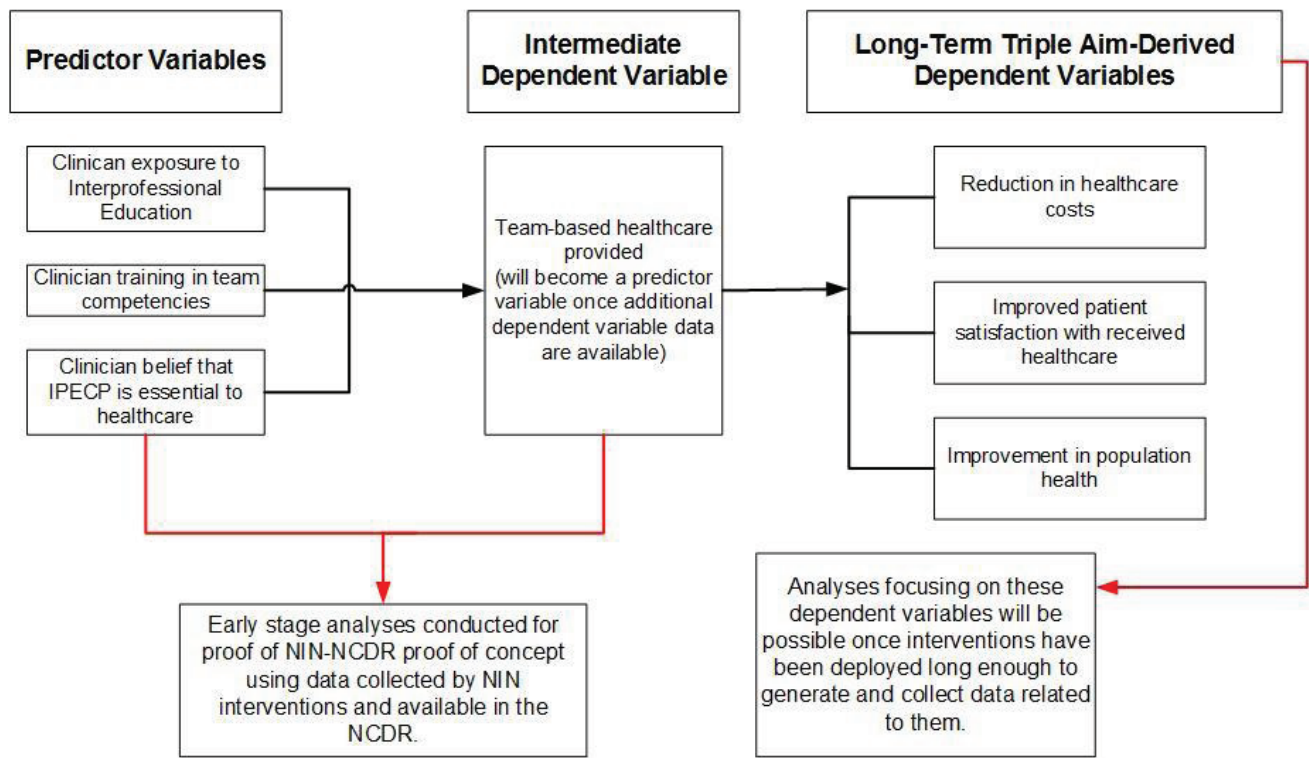 Predictor Variables
Intermediate
Dependent Variable
Long-Term Triple Aim-Derived
Dependent Variables
Clinican exposure to
Interprofessional
Education
Clinician training in team
competencies
Clinician belief that
IPECP is essential to
healthcare
Team-based healthcare
provided
(will become a predictor
variable once additional
dependent variable data
are available)
Reduction in healthcare
costs
Improved patient
satisfaction with received
healthcare
Improvement in population
health
Early stage analyses conducted for
proof of NIN-NCDR proof of concept
using data collected by NIN
interventions and available in the
NCDR.
Analyses focusing on these
dependent variables will be
possible once interventions have
been deployed long enough to
generate and collect data related
to them.